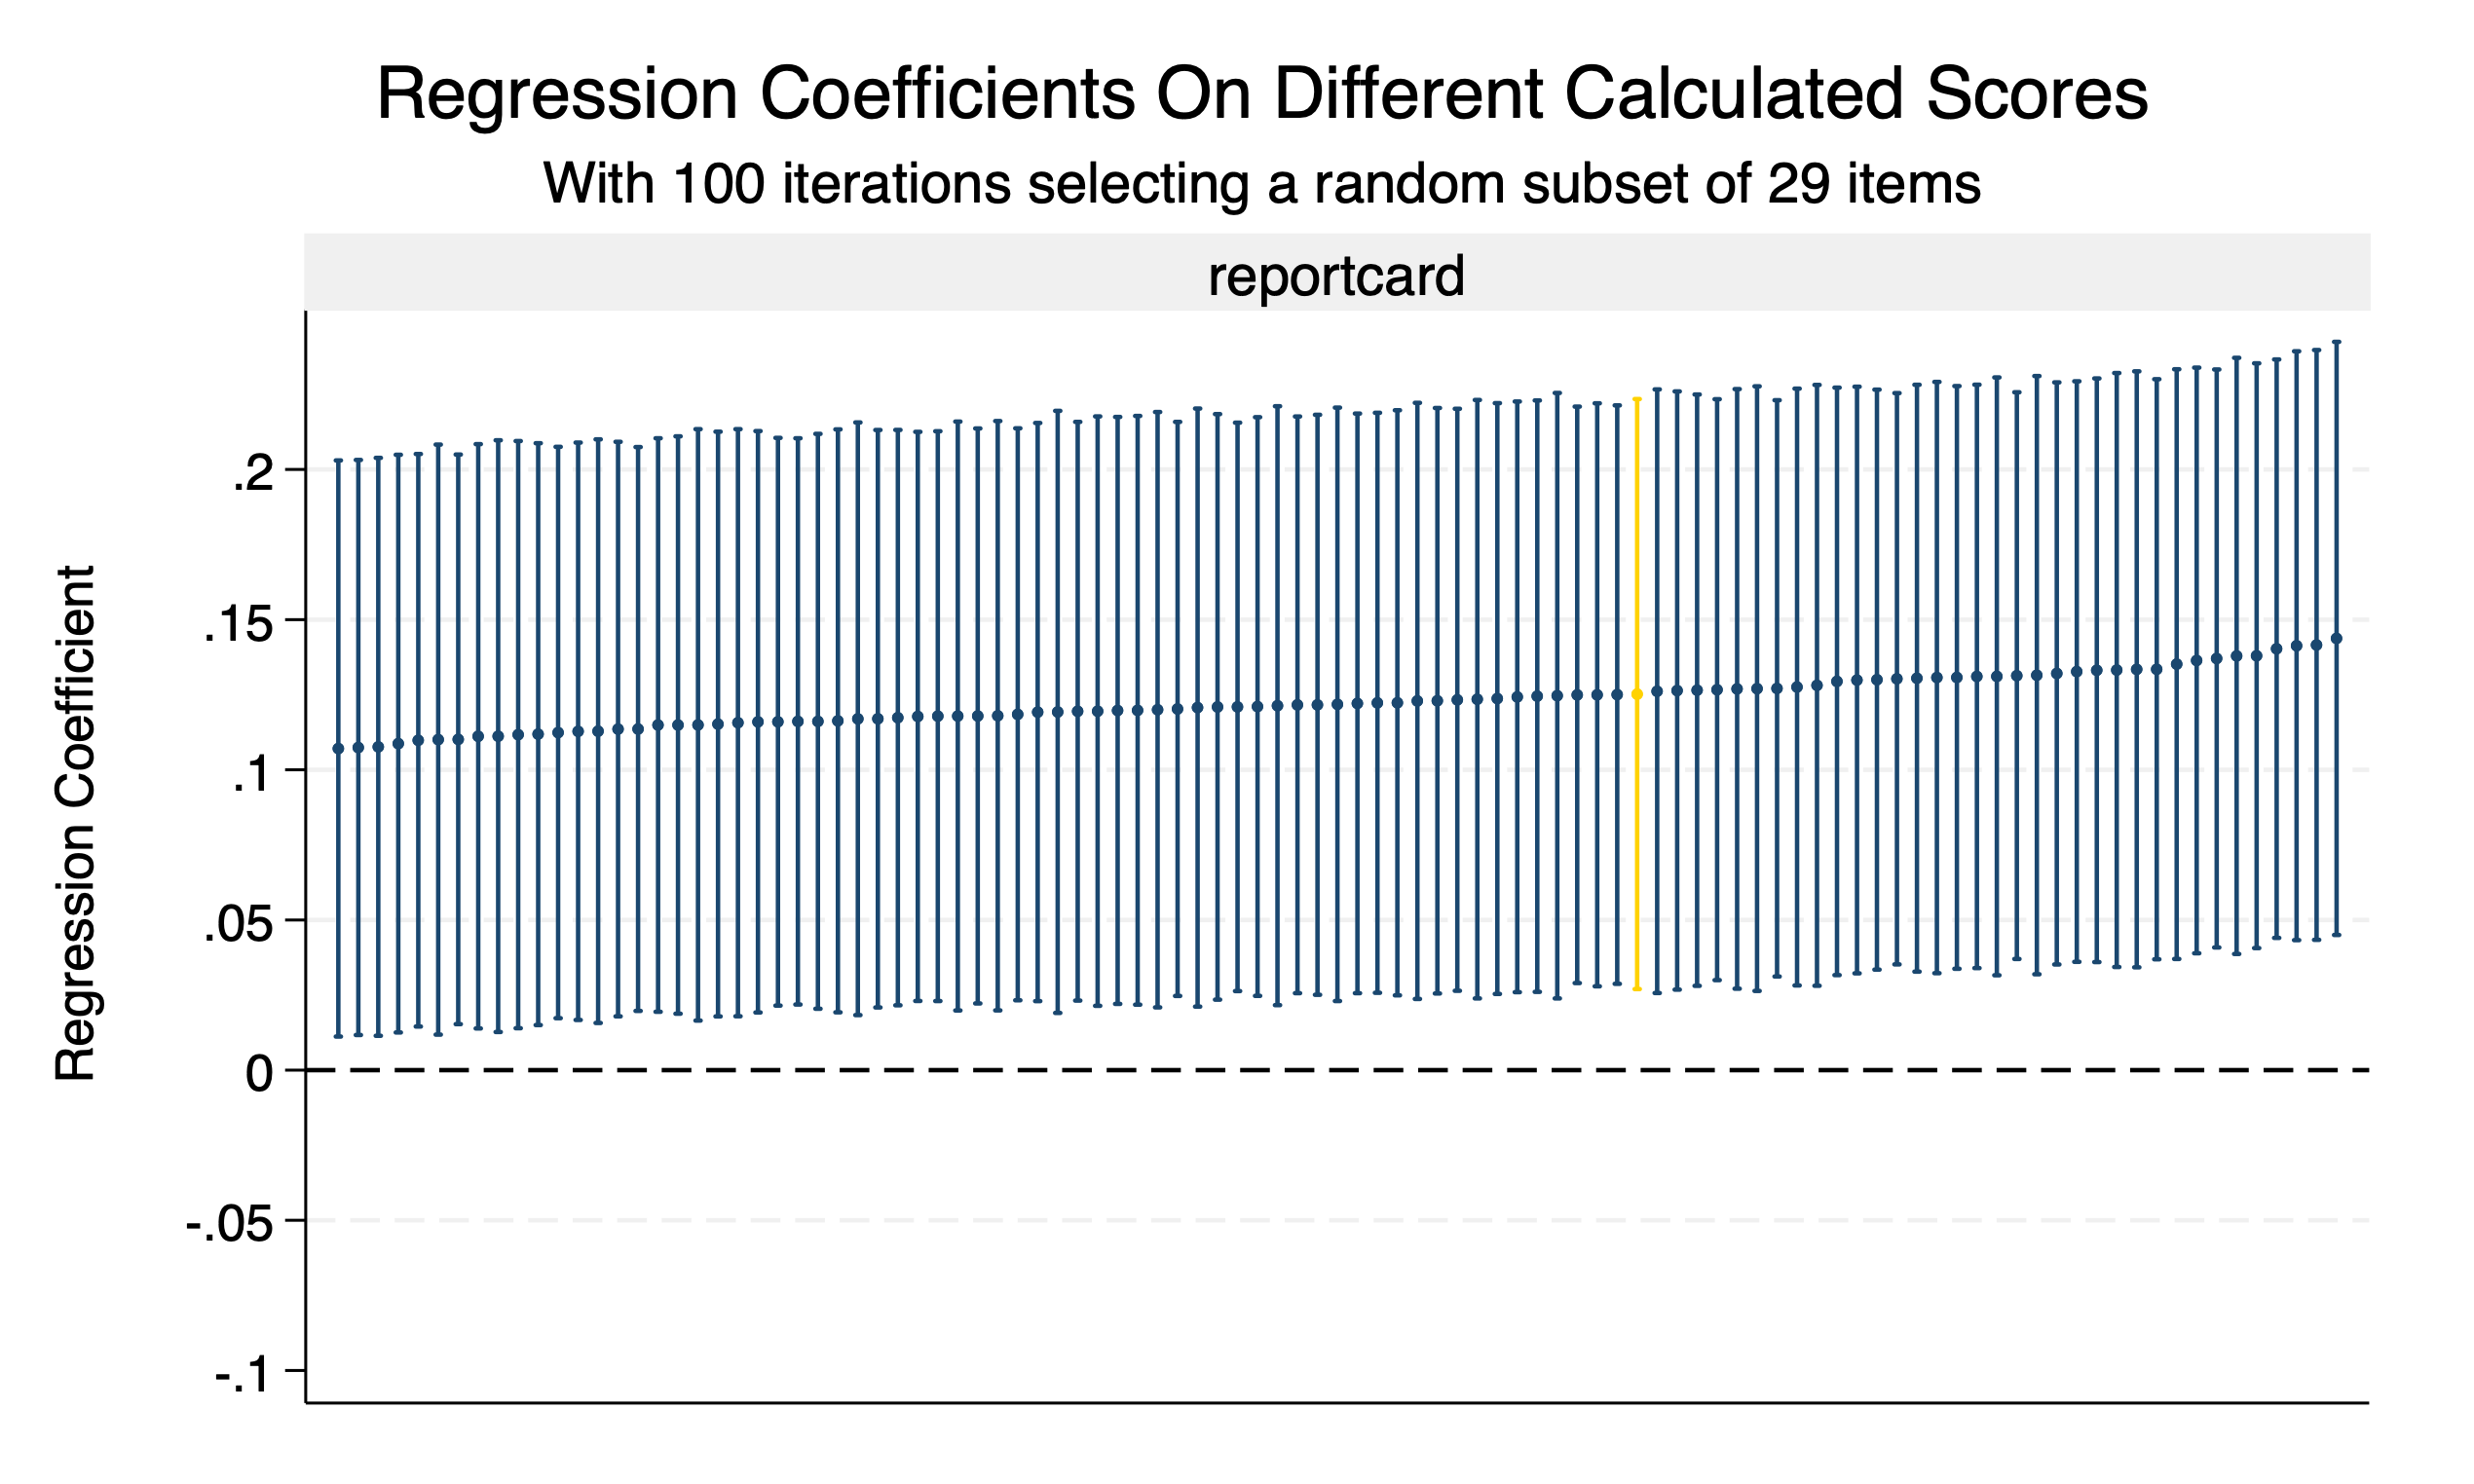 Regression Coefficients On Different Calculated Scores
With 100 iterations selecting a random subset of 29 items
reportcard
Regression Coefficient
.2
.15
.1
.05
0
-.05
-.1